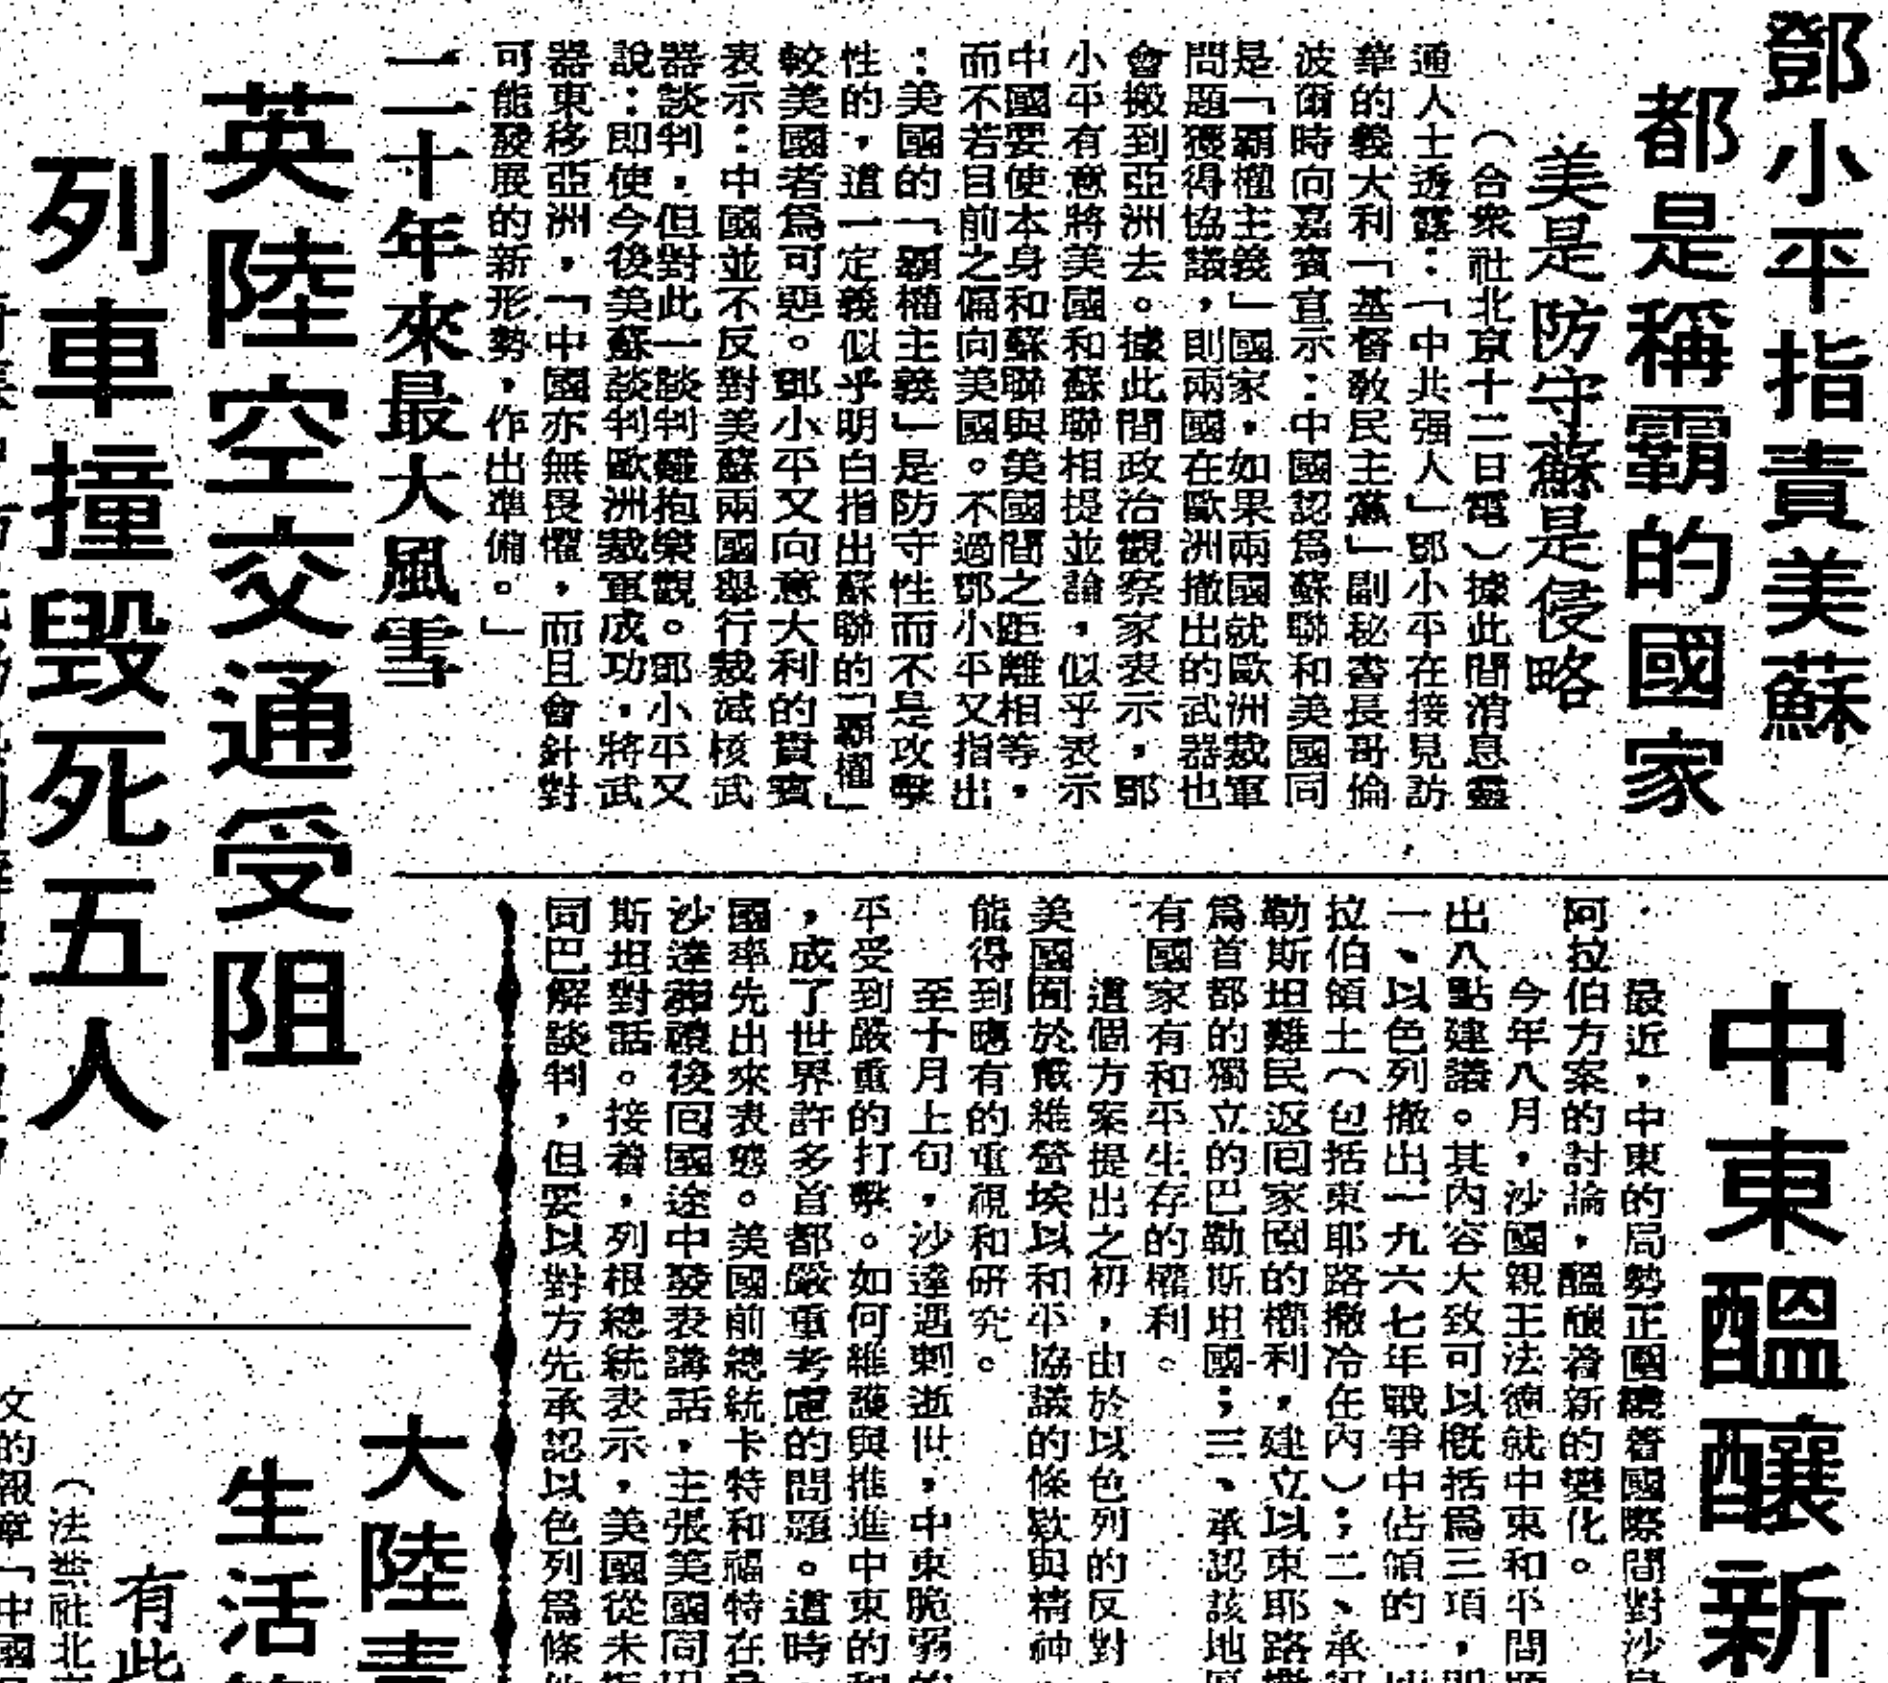 鄧小平指責美蘇
都是稱霸的國家
美是防守蘇是侵略
（合衆社北京十二日電）據此間消息靈
通人士透露：「中共强人」鄧小平在接見訪
華的義大利「基督敎民主黨」副秘書長哥倫
波爾時向嘉賓宣示：中國認爲蘇聯和美國同
是「霸權主義」國家，如果兩國就歐洲裁軍
問題獲得協議，則兩國在歐洲撤出的武器也
會搬到亞洲去。據此間政治觀察家表示，鄧
小平有意將美國和蘇聯相提並論，似乎表示
中國要使本身和蘇聯與美國間之距離相等，
而不若目前之偏向美國。不過鄧小平又指出
：美國的「霸權主義」是防守性而不是攻擊
性的，這一定義似乎明白指出蘇聯的「霸權」
較美國者爲可惡。鄧小平又向意大利的貴賓
表示：中國並不反對美蘇兩國舉行裁減核武
器談判，但對此一談判難抱樂觀。鄧小平又
說：即使今後美蘇談判歐洲裁軍成功，將武
器東移亞洲，「中國亦無畏懼，而且會針對
可能發展的新形勢，作出準備。」
二十年來最大風雪
英陸空交通受阻
列車撞毀死五人
中東醞釀新
最近，中東的局勢正圍繞着國際間對沙
阿拉伯方案的討論，醞釀着新的變化。
今年八月，沙國親王法德就中東和平問題
出八點建議。其內容大致可以概括爲三項，即
一、以色列撤出一九六七年戰爭中佔領的一
拉伯領土（包括東耶路撒冷在內）；二、承認
勒斯坦難民返囘家園的權利，建立以東耶路撒
爲首都的獨立的巴勒斯坦國；三、承認該地區
有國家有和平生存的權利。
這個方案提出之初，由於以色列的反對
美國囿於戴維營埃以和平協議的條款與精神
能得到應有的重視和研究。
至十月上旬，沙達遇刺逝世，中東脆弱的
平受到嚴重的打擊。如何維護與推進中東的和
，成了世界許多首都嚴重考慮的問題。這時
國率先出來表態。美國前總統卡特和福特在
沙達葬禮後囘國途中發表講話，主張美國同
斯坦對話。接着，列根總統表示，美國從未
同巴解談判，但要以對方先承認以色列爲條
大陸
生活
有此
（法新社北
文的報章「中國